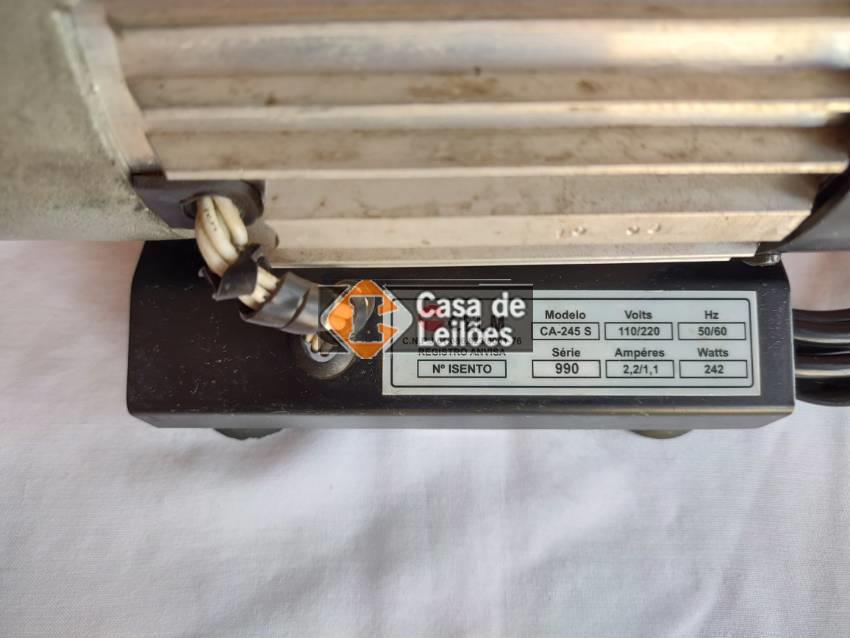 Casa de
Leilões
Modelo Volts Hz
CA-245 S 110/220 50/60
REGISTRO ANVISA Série Ampéres Watts
Nº ISENTO 990 2,2/1,1 242